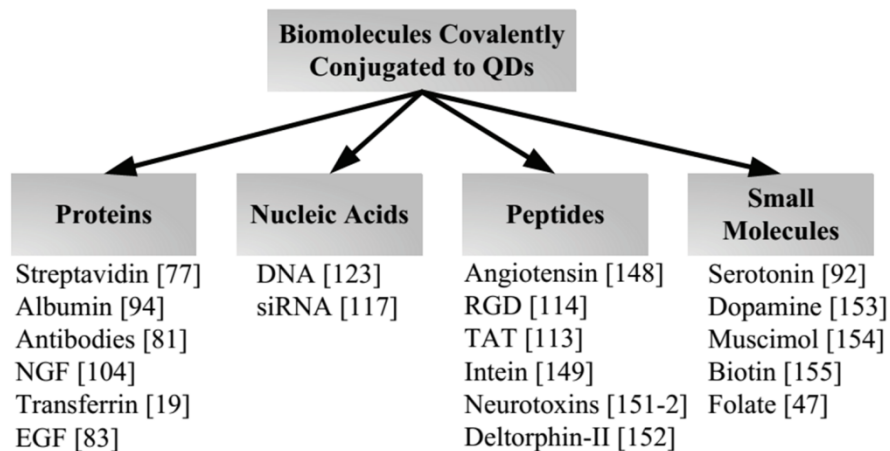 Biomolecules Covalently
Conjugated to QDs
Proteins
Streptavidin [77]
Albumin [94]
Antibodies [81]
NGF [104]
Transferrin [19]
EGF [83]
Nucleic Acids
DNA [123]
siRNA [117]
Peptides
Angiotensin [148]
RGD [114]
TAT [113]
Intein [149]
Neurotoxins [151-2]
Deltorphin-II [152]
Small
Molecules
Serotonin [92]
Dopamine [153]
Muscimol [154]
Biotin [155]
Folate [47]